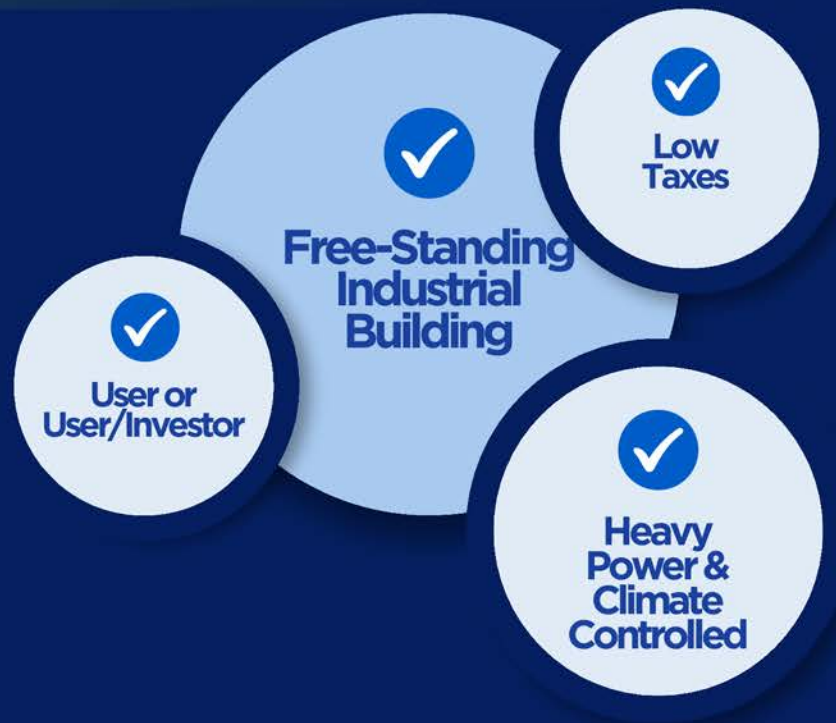 Free-Standing
Industrial
Building
Low
Taxes
User or
User/Investor
Heavy
Power &
Climate
Controlled